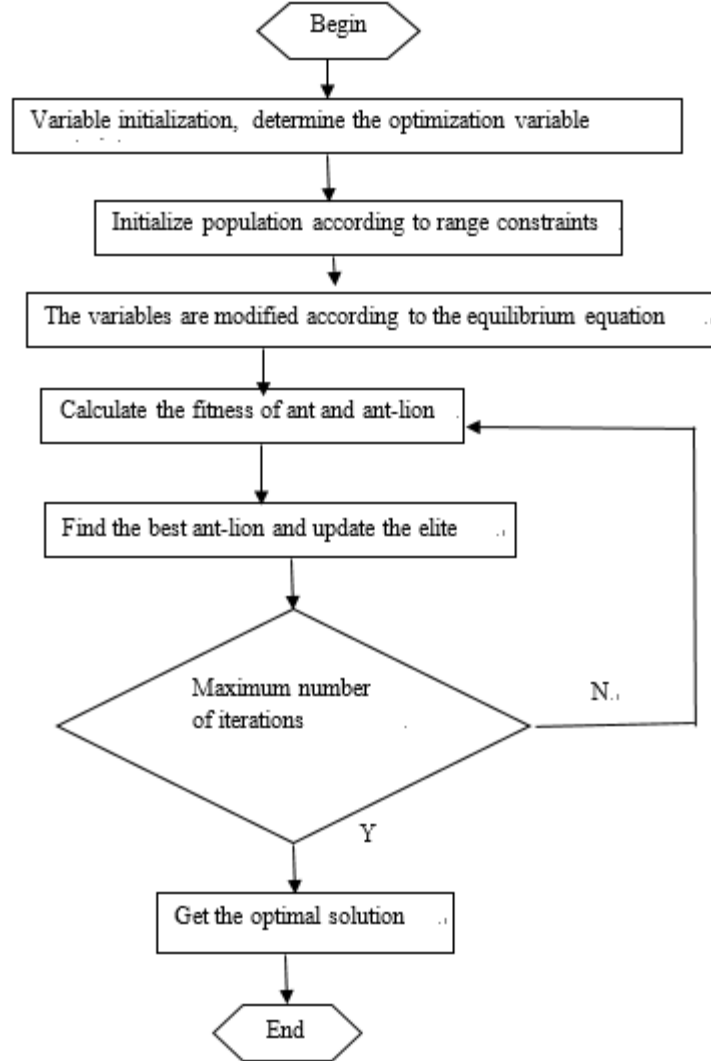 Begin
Variable initialization, determine the optimization variable
Initialize population according to range constraints
The variables are modified according to the equilibrium equation
Calculate the fitness of ant and ant-lion
Find the best ant-lion and update the elite
Maximum number
of iterations
N
Y
Get the optimal solution
End